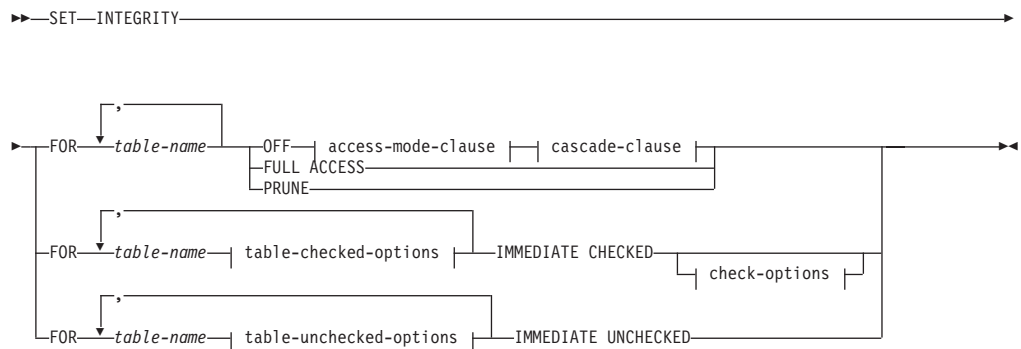 SET INTEGRITY
,
FOR table-name OFF access-mode-clause cascade-clause
FULL ACCESS
PRUNE
,
FOR table-name table-checked-options IMMEDIATE CHECKED
check-options
,
FOR table-name table-unchecked-options IMMEDIATE UNCHECKED